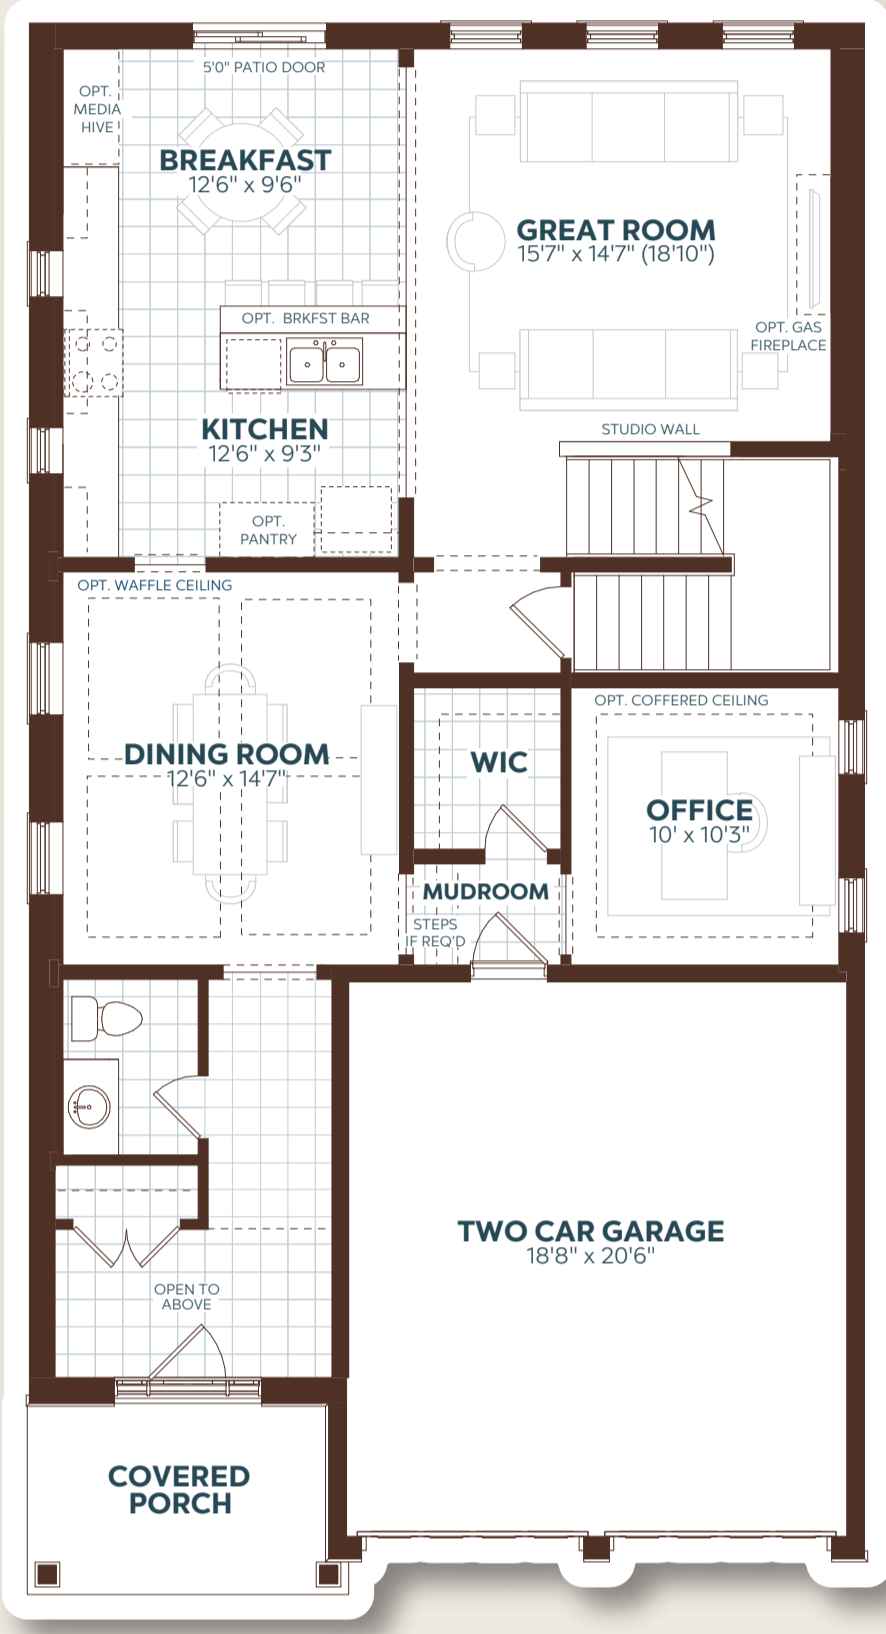 5'0" PATIO DOOR
OPT.
MEDIA
HIVE
BREAKFAST
12'6" x 9'6"
GREAT ROOM
15'7" x 14'7" (18'10")
OPT. BRKFST BAR
OPT. GAS
FIREPLACE
KITCHEN
12'6" x 9'3"
STUDIO WALL
OPT.
PANTRY
OPT. WAFFLE CEILING
OPT. COFFERED CEILING
DINING ROOM
12'6" x 14'7"
WIC
OFFICE
10' x 10'3"
MUDROOM
STEPS
IF REQ'D
TWO CAR GARAGE
18'8" x 20'6"
OPEN TO
ABOVE
COVERED
PORCH